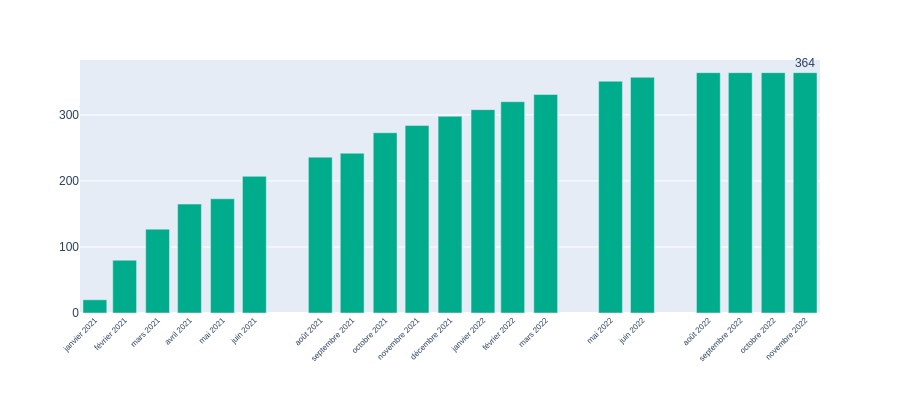 364
300
200
100
0
janvier 2021
février 2021
mars 2021
avril 2021
mai 2021
juin 2021
août 2021
septembre 2021
octobre 2021
novembre 2021
décembre 2021
janvier 2022
février 2022
mars 2022
mai 2022
juin 2022
août 2022
septembre 2022
octobre 2022
novembre 2022